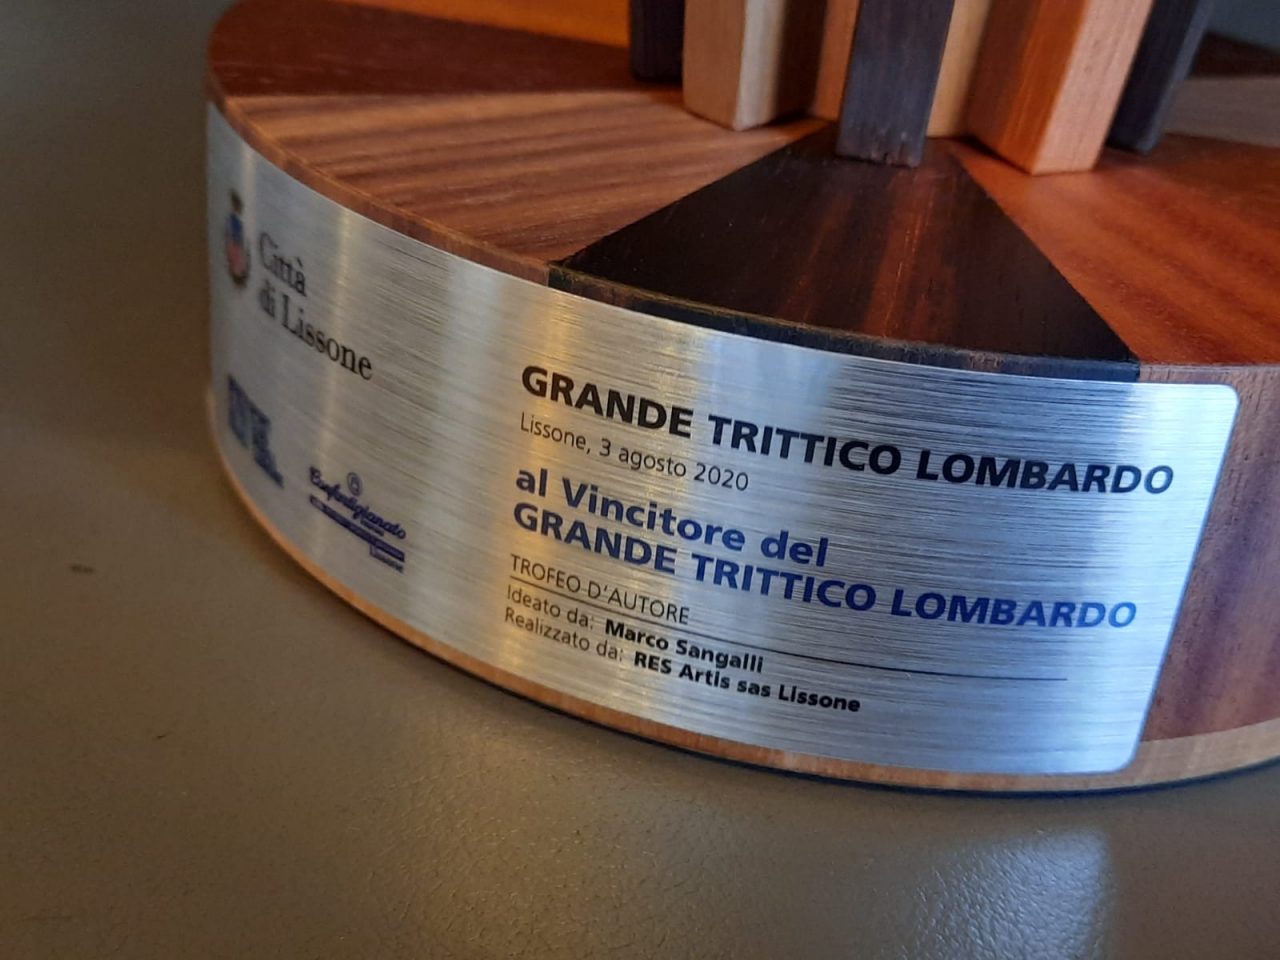 Città
di Lissone
Confartigianato
GRANDE TRITTICO LOMBARDO
Lissone, 3 agosto 2020
al Vincitore del
GRANDE TRITTICO LOMBARDO
TROFEO D'AUTORE
Ideato da: Marco Sangalli
Realizzato da: RES Artis sas Lissone